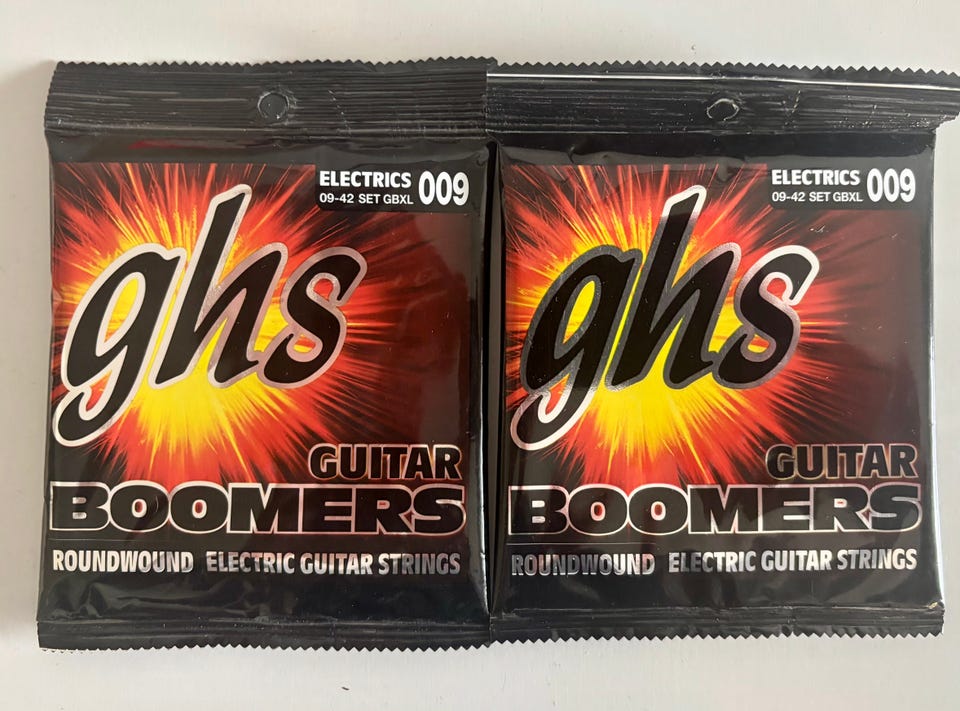 ELECTRICS 009
09-42 SET GBXL
ghs
GUITAR
BOOMERS
ROUNDWOUND ELECTRIC GUITAR STRINGS
ELECTRICS 009
09-42 SET GBXL
ghs
GUITAR
BOOMERS
ROUNDWOUND ELECTRIC GUITAR STRINGS